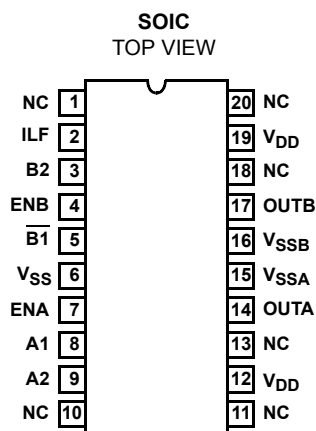 SOIC
TOP VIEW
NC 1 20 NC
ILF 2 19 VDD
B2 3 18 NC
ENB 4 17 OUTB
B1 5 16 VSSB
VSS 6 15 VSSA
ENA 7 14 OUTA
A1 8 13 NC
A2 9 12 VDD
NC 10 11 NC